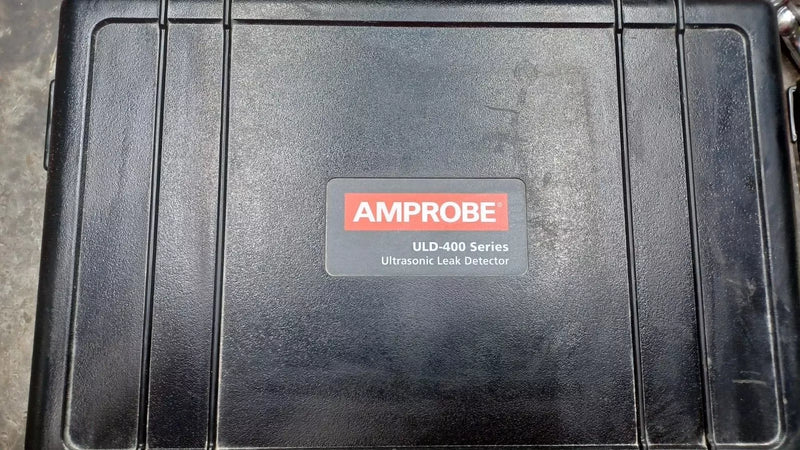 AMPROBE®
ULD-400 Series
Ultrasonic Leak Detector